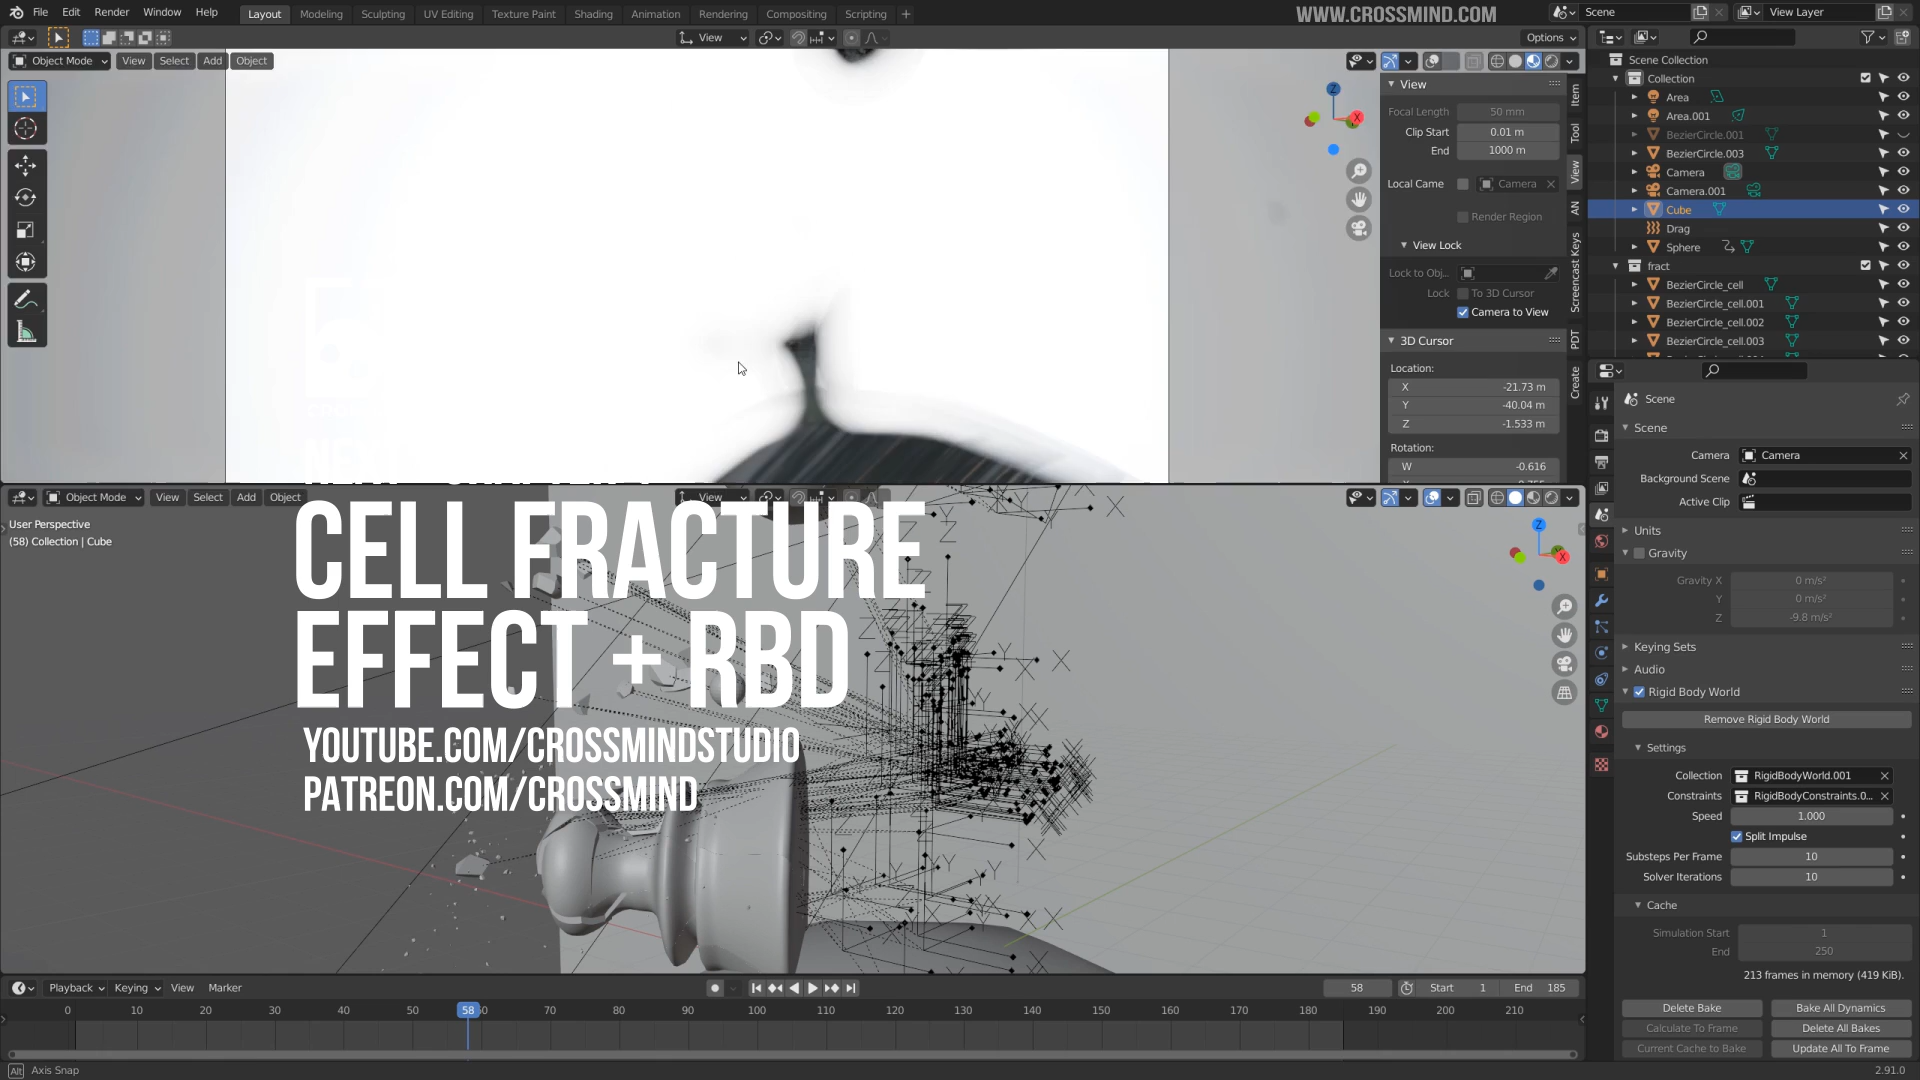 File Edit Render Window Help
Layout Modeling Sculpting UV Editing Texture Paint Shading Animation Rendering Compositing Scripting +
WWW.CROSSMIND.COM
Scene
View Layer
View
Options
Object Mode View Select Add Object
View
Focal Length 50 mm
Clip Start 0.01 m
End 1000 m
Local Came Camera
Render Region
View Lock
Lock to Obj...
Lock To 3D Cursor
Camera to View
3D Cursor
Location:
X -21.73 m
Y -40.04 m
Z -1.533 m
Rotation:
W -0.616
Item
Tool
View
AN
Screencast Keys
PDT
Create
Scene Collection
Collection
Area
Area.001
BezierCircle.001
BezierCircle.003
Camera
Camera.001
Cube
Drag
Sphere
fract
BezierCircle_cell
BezierCircle_cell.001
BezierCircle_cell.002
BezierCircle_cell.003
Object Mode View Select Add Object
View
User Perspective
(58) Collection | Cube
CELL FRACTURE
EFFECT + RBD
YOUTUBE.COM/CROSSMINDSTUDIO
PATREON.COM/CROSSMIND
Scene
Scene
Camera Camera
Background Scene
Active Clip
Units
Gravity
Gravity X 0 m/s²
Y 0 m/s²
Z -9.8 m/s²
Keying Sets
Audio
Rigid Body World
Remove Rigid Body World
Settings
Collection RigidBodyWorld.001
Constraints RigidBodyConstraints.0...
Speed 1.000
Split Impulse
Substeps Per Frame 10
Solver Iterations 10
Cache
Simulation Start 1
End 250
213 frames in memory (419 KiB).
Delete Bake Bake All Dynamics
Calculate To Frame Delete All Bakes
Current Cache to Bake Update All To Frame
Playback Keying View Marker
58 Start 1 End 185
0 10 20 30 40 50 58 70 80 90 100 110 120 130 140 150 160 170 180 190 200 210
Alt Axis Snap
2.91.0